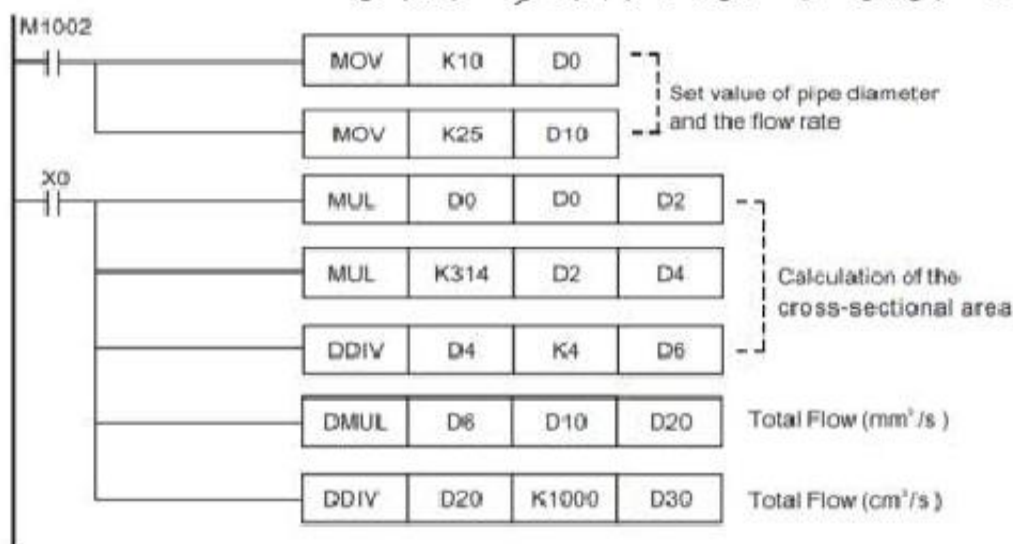 M1002
MOV K10 D0
Set value of pipe diameter
MOV K25 D10
and the flow rate
X0
MUL D0 D0 D2
MUL K314 D2 D4
Calculation of the
cross-sectional area
DDIV D4 K4 D6
DMUL D6 D10 D20 Total Flow (mm³/s)
DDIV D20 K1000 D30 Total Flow (cm³/s)